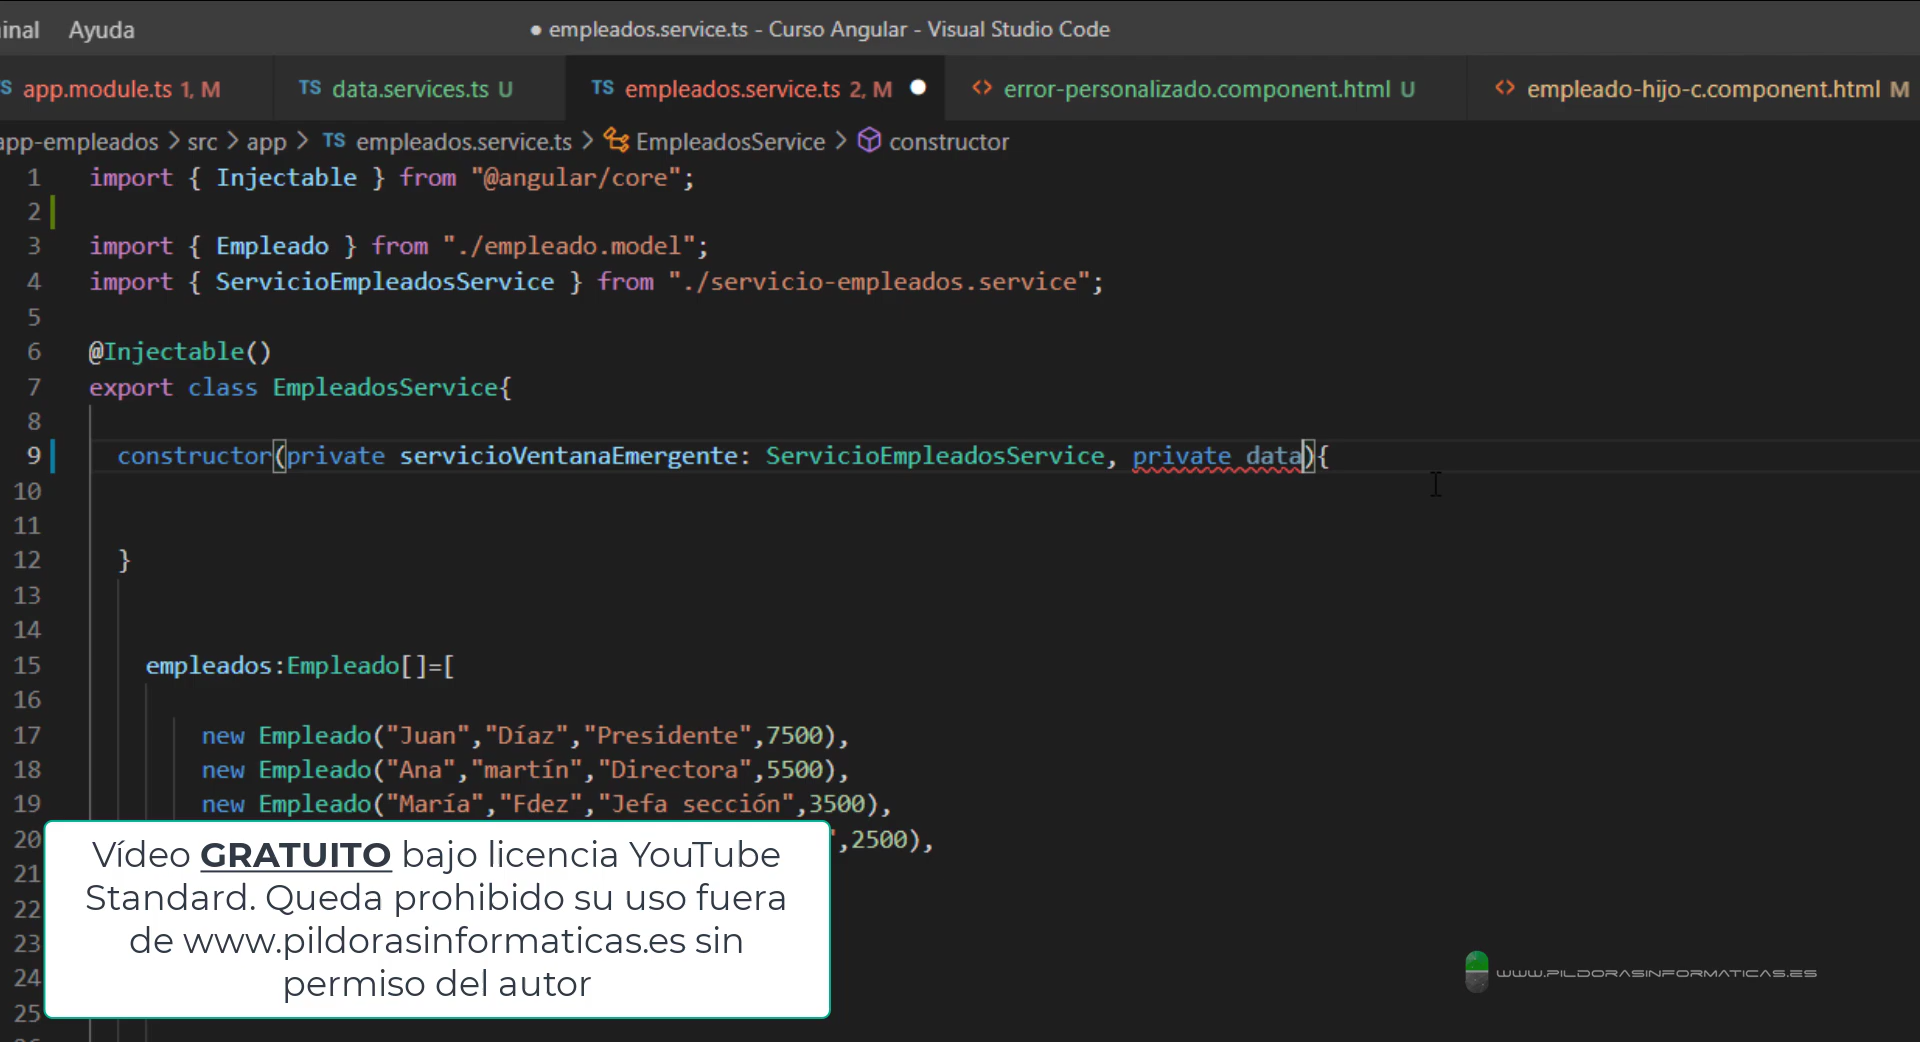 inal Ayuda ● empleados.service.ts - Curso Angular - Visual Studio Code
TS app.module.ts 1, M TS data.services.ts U TS empleados.service.ts 2, M ● <> error-personalizado.component.html U <> empleado-hijo-c.component.html M
app-empleados > src > app > TS empleados.service.ts > EmpleadosService > constructor
1 import { Injectable } from "@angular/core";
2
3 import { Empleado } from "./empleado.model";
4 import { ServicioEmpleadosService } from "./servicio-empleados.service";
5
6 @Injectable()
7 export class EmpleadosService{
8
9 constructor(private servicioVentanaEmergente: ServicioEmpleadosService, private data){
10
11
12 }
13
14
15 empleados:Empleado[]=[
16
17 new Empleado("Juan","Díaz","Presidente",7500),
18 new Empleado("Ana","martín","Directora",5500),
19 new Empleado("María","Fdez","Jefa sección",3500),
20 ",2500),
21
22
23
24
25
Vídeo GRATUITO bajo licencia YouTube
Standard. Queda prohibido su uso fuera
de www.pildorasinformaticas.es sin
permiso del autor
WWW.PILDORASINFORMATICAS.ES